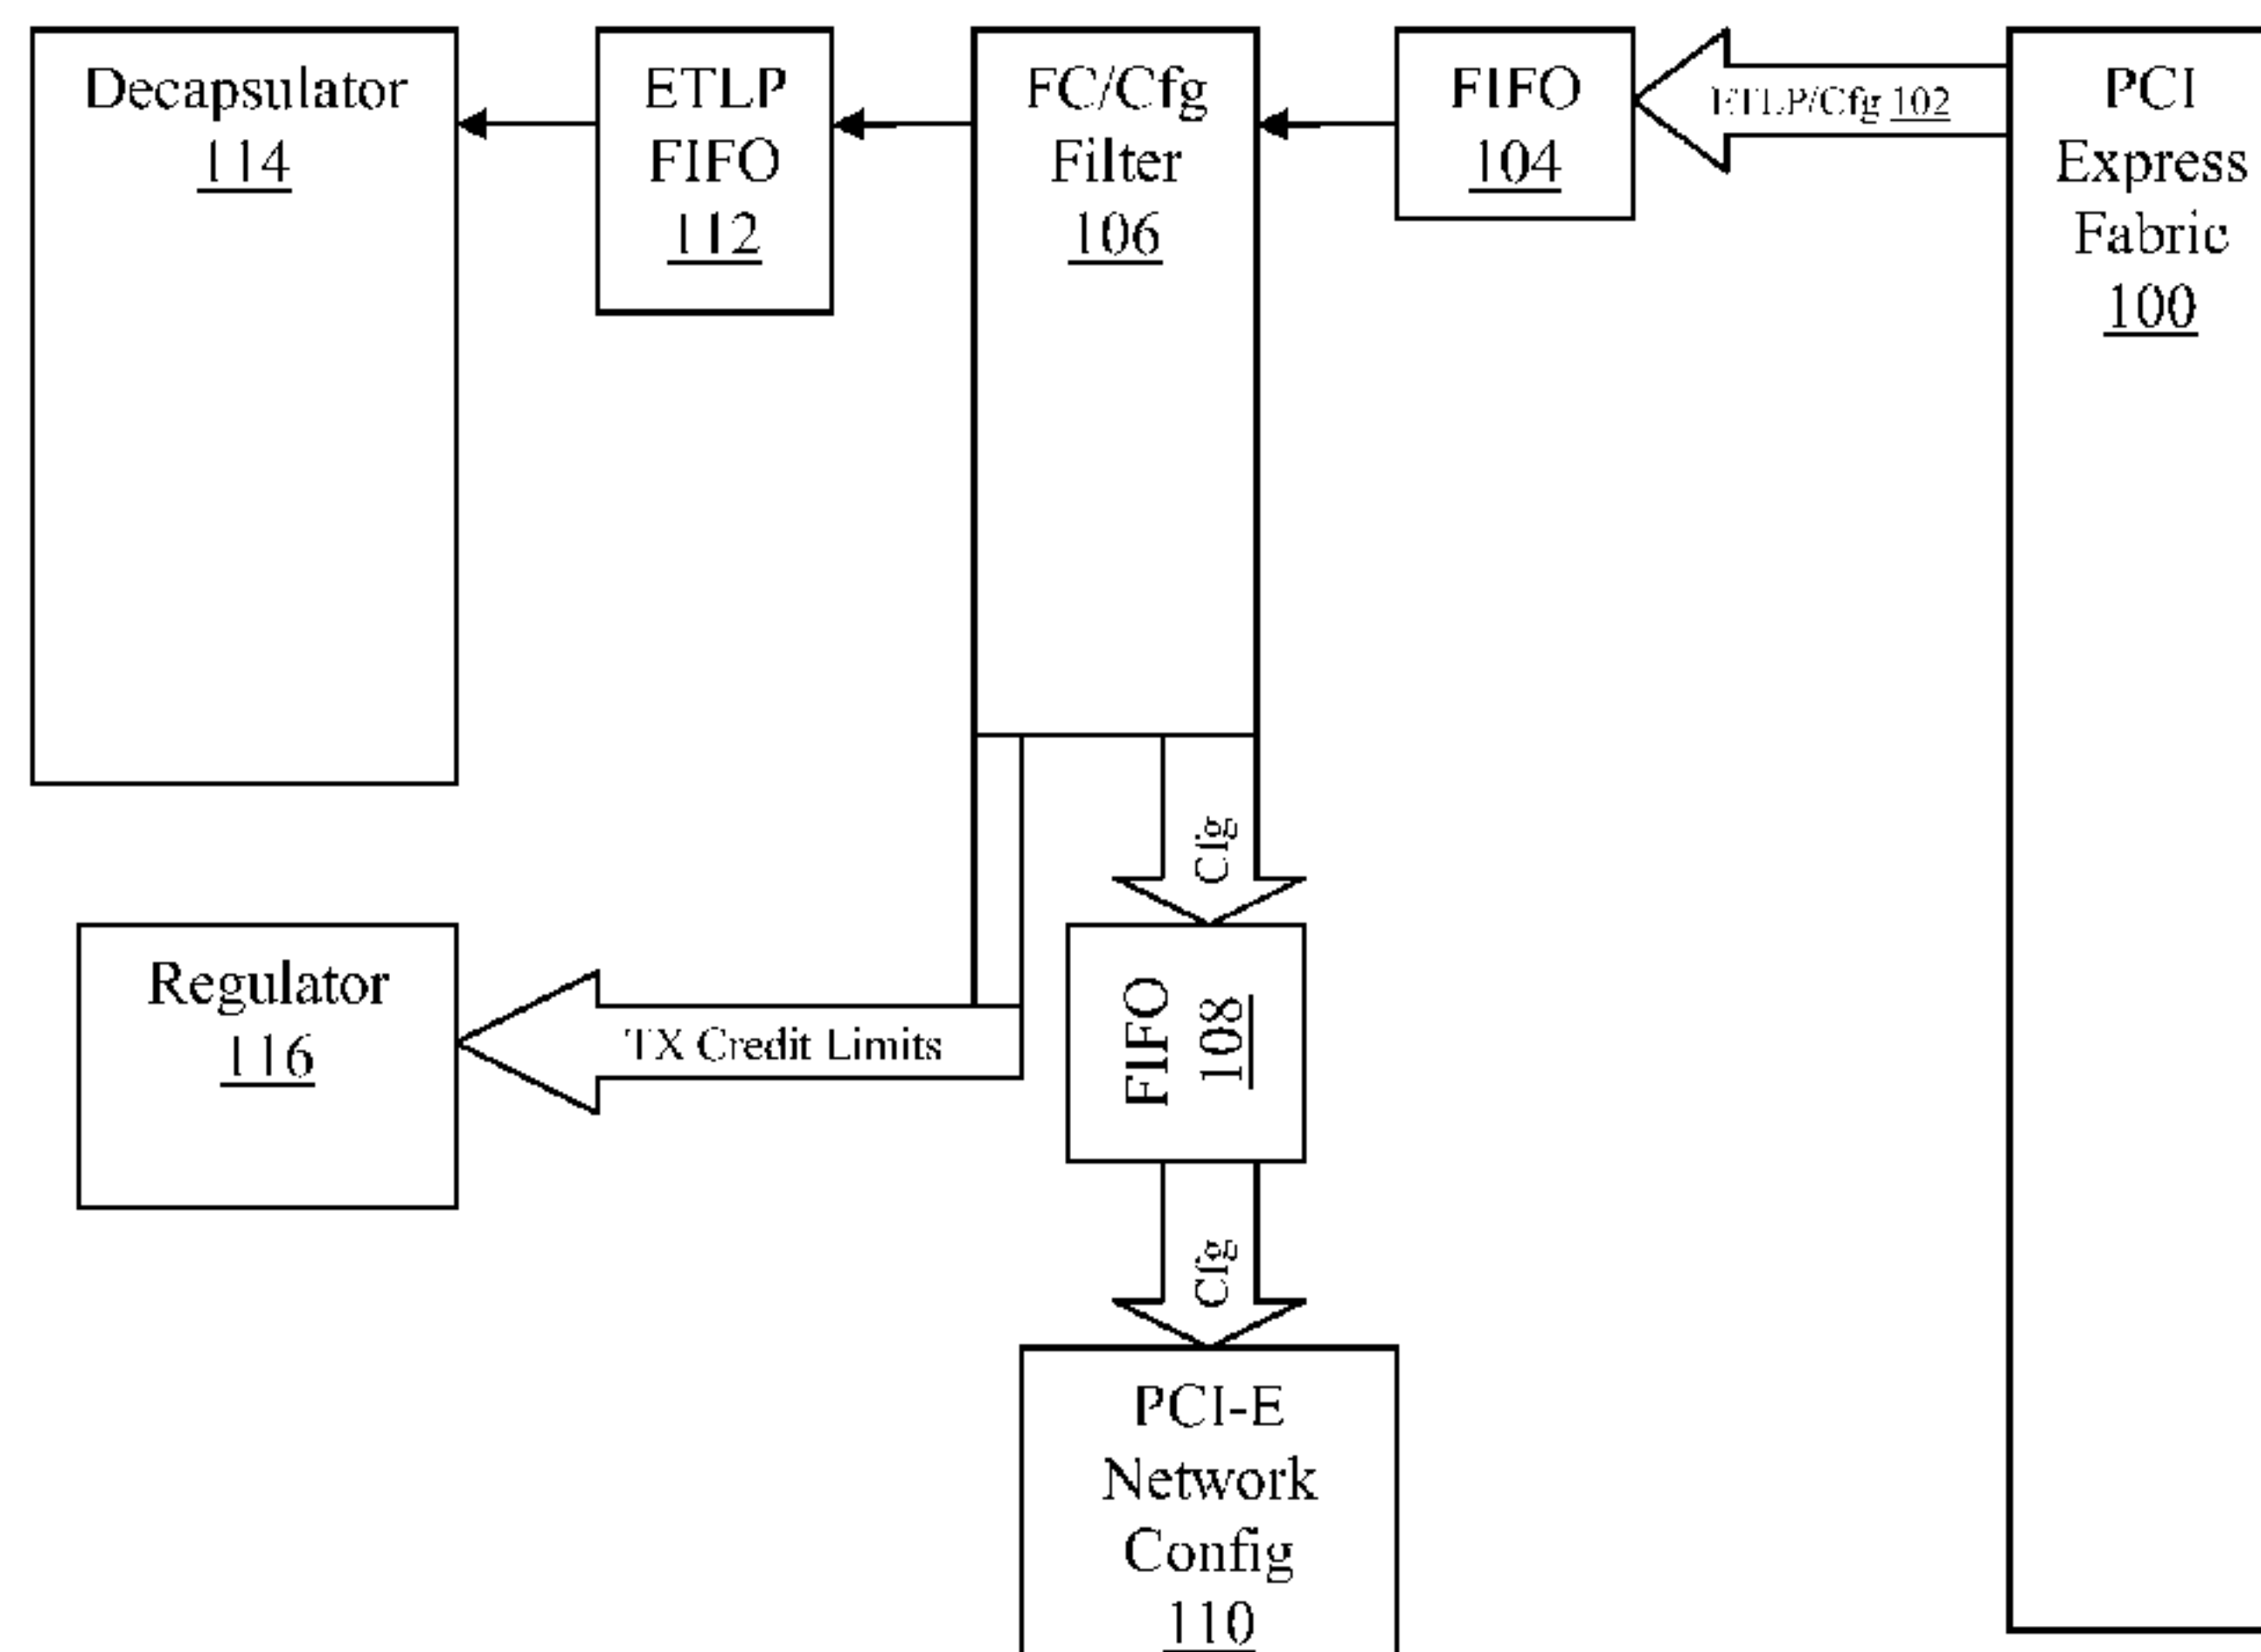 Decapsulator
114
ETLP
FIFO
112
FC/Cfg
Filter
106
FIFO
104
ETLP/Cfg 102
PCI
Express
Fabric
100
Cfg
Regulator
116
TX Credit Limits
FIFO
108
Cfg
PCI-E
Network
Config
110